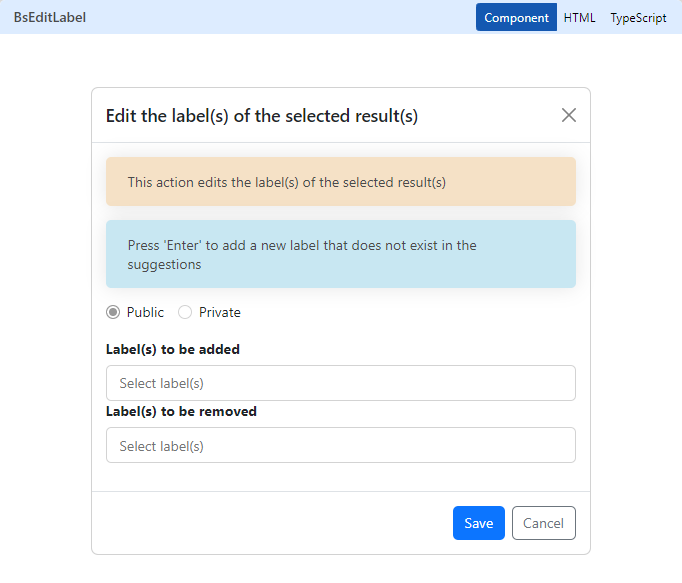 BsEditLabel
Component HTML TypeScript
Edit the label(s) of the selected result(s)
This action edits the label(s) of the selected result(s)
Press 'Enter' to add a new label that does not exist in the
suggestions
Public Private
Label(s) to be added
Select label(s)
Label(s) to be removed
Select label(s)
Save Cancel